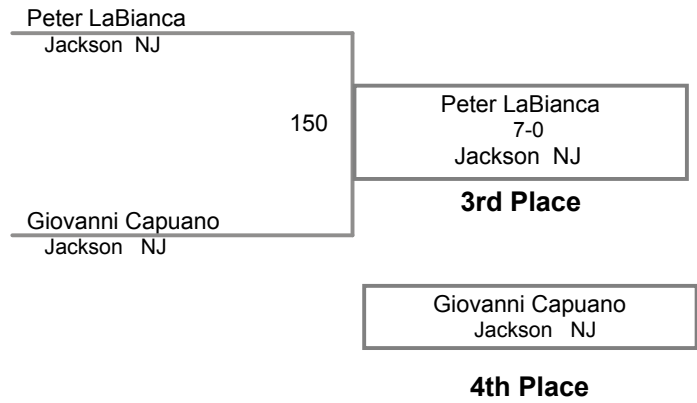 Peter LaBianca
Jackson NJ
150
Peter LaBianca
7-0
Jackson NJ
3rd Place
Giovanni Capuano
Jackson NJ
Giovanni Capuano
Jackson NJ
4th Place